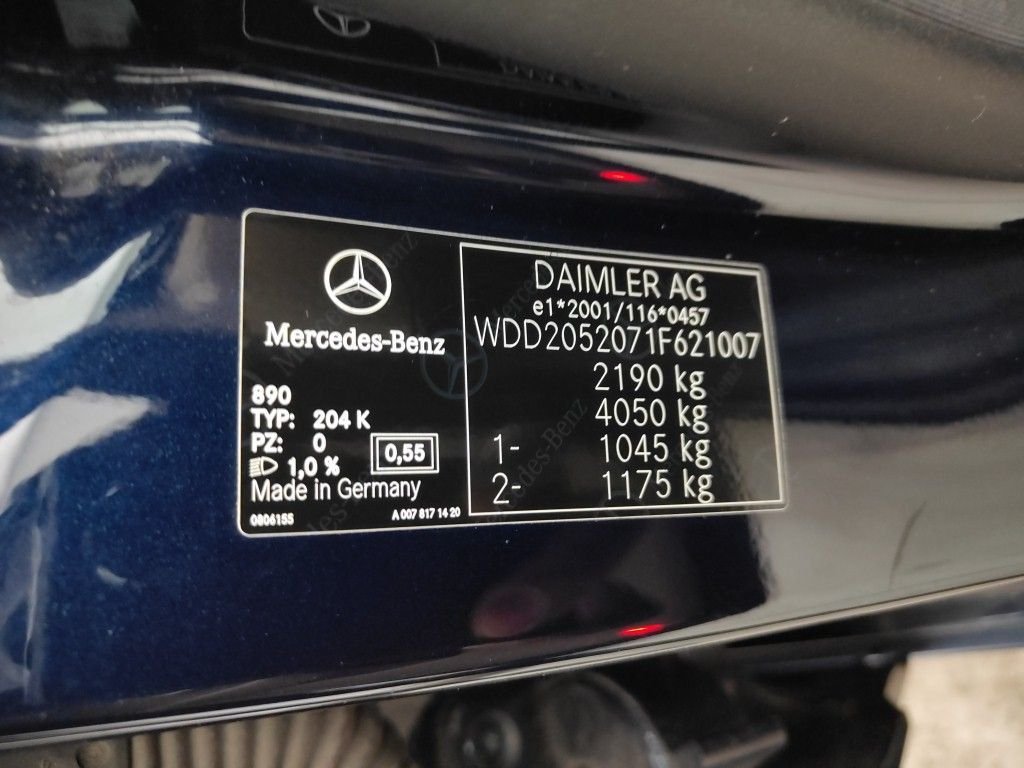 Mercedes-Benz
890
TYP: 204 K
PZ: 0
1,0 %
0,55
Made in Germany
0806155
A 007 817 14 20
DAIMLER AG
e1*2001/116*0457
WDD2052071F621007
2190 kg
4050 kg
1- 1045 kg
2- 1175 kg